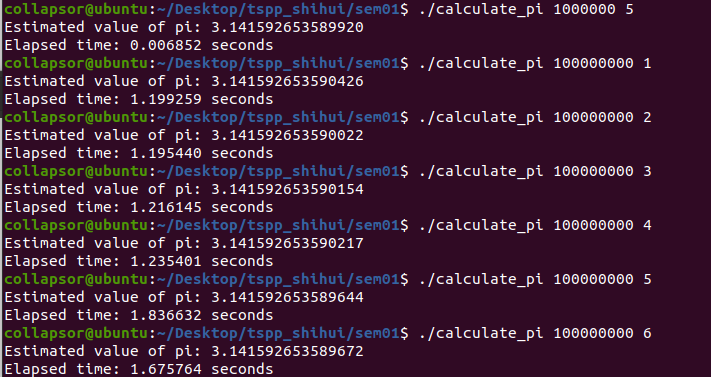 collapsor@ubuntu:~/Desktop/tspp_shihui/sem01$ ./calculate_pi 1000000 5
Estimated value of pi: 3.141592653589920
Elapsed time: 0.006852 seconds
collapsor@ubuntu:~/Desktop/tspp_shihui/sem01$ ./calculate_pi 100000000 1
Estimated value of pi: 3.141592653590426
Elapsed time: 1.199259 seconds
collapsor@ubuntu:~/Desktop/tspp_shihui/sem01$ ./calculate_pi 100000000 2
Estimated value of pi: 3.141592653590022
Elapsed time: 1.195440 seconds
collapsor@ubuntu:~/Desktop/tspp_shihui/sem01$ ./calculate_pi 100000000 3
Estimated value of pi: 3.141592653590154
Elapsed time: 1.216145 seconds
collapsor@ubuntu:~/Desktop/tspp_shihui/sem01$ ./calculate_pi 100000000 4
Estimated value of pi: 3.141592653590217
Elapsed time: 1.235401 seconds
collapsor@ubuntu:~/Desktop/tspp_shihui/sem01$ ./calculate_pi 100000000 5
Estimated value of pi: 3.141592653589644
Elapsed time: 1.836632 seconds
collapsor@ubuntu:~/Desktop/tspp_shihui/sem01$ ./calculate_pi 100000000 6
Estimated value of pi: 3.141592653589672
Elapsed time: 1.675764 seconds